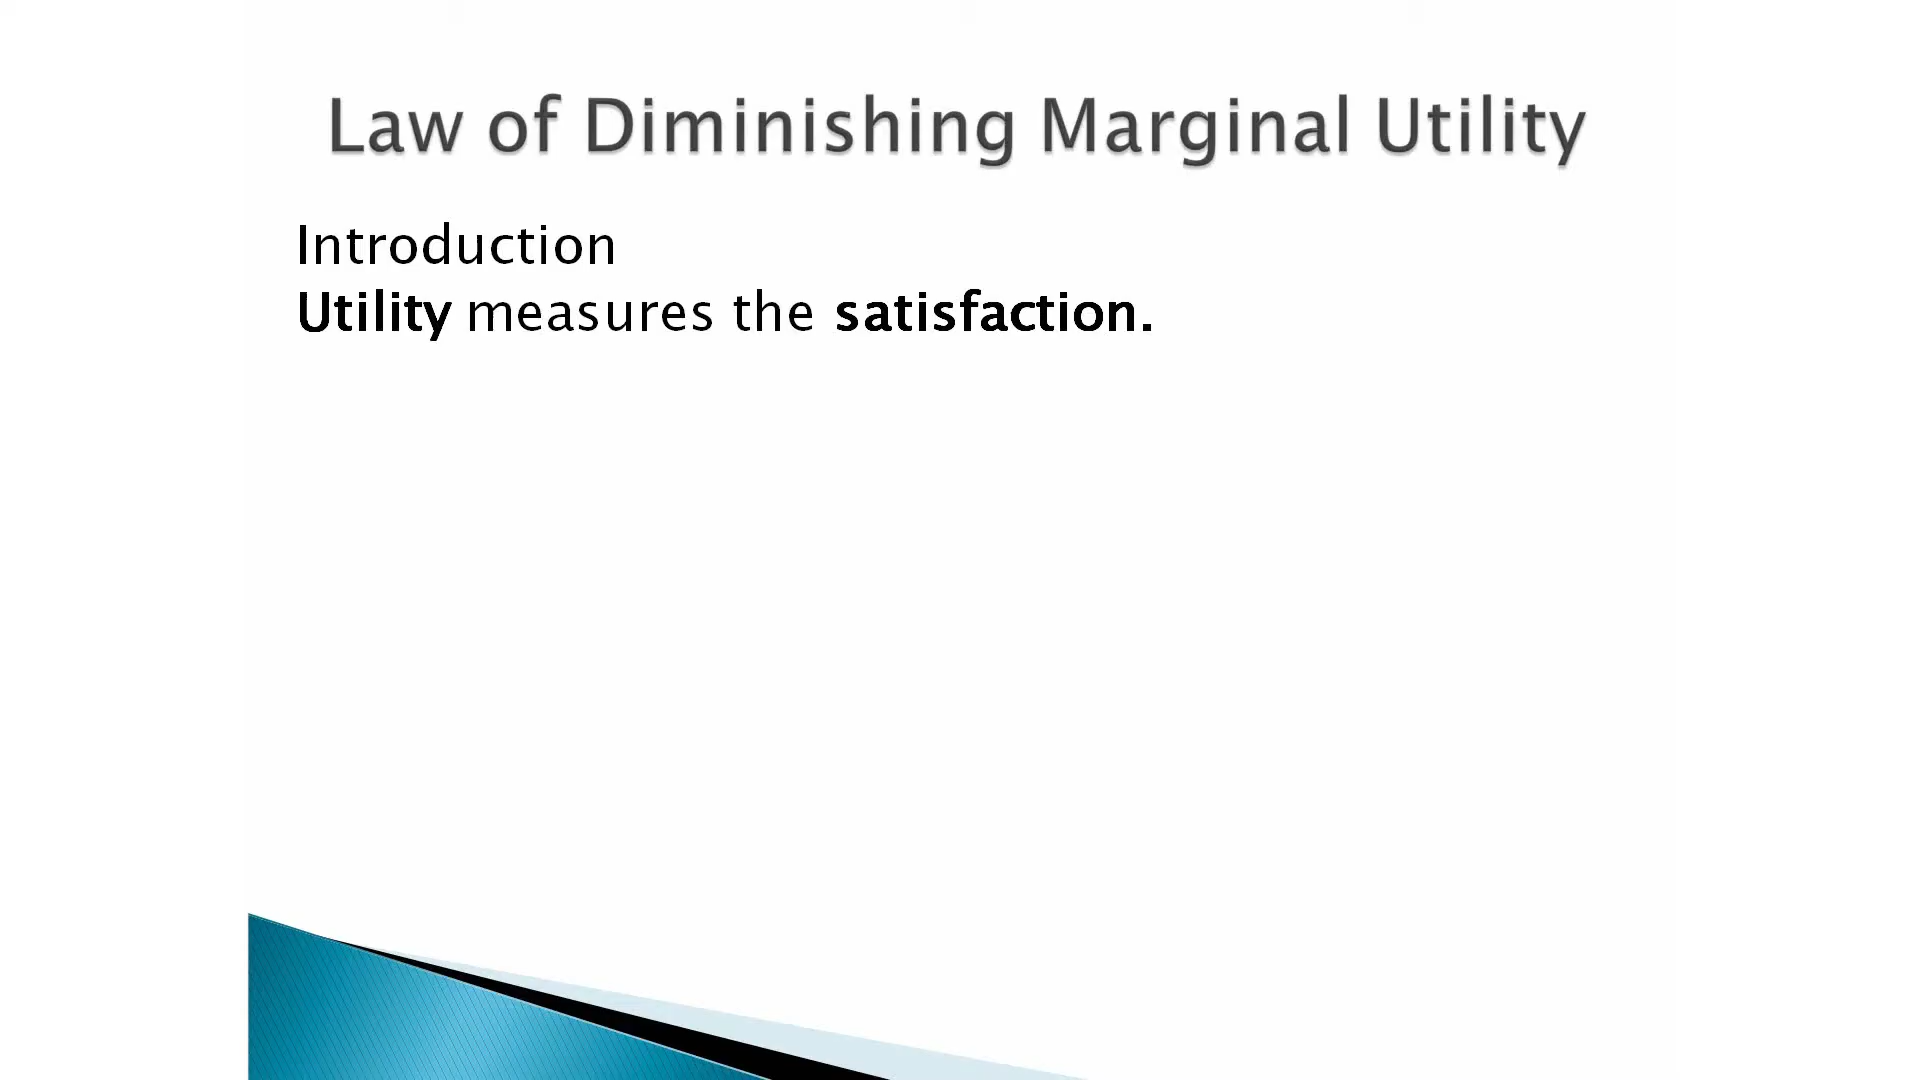 Law of Diminishing Marginal Utility
Introduction
Utility measures the satisfaction.